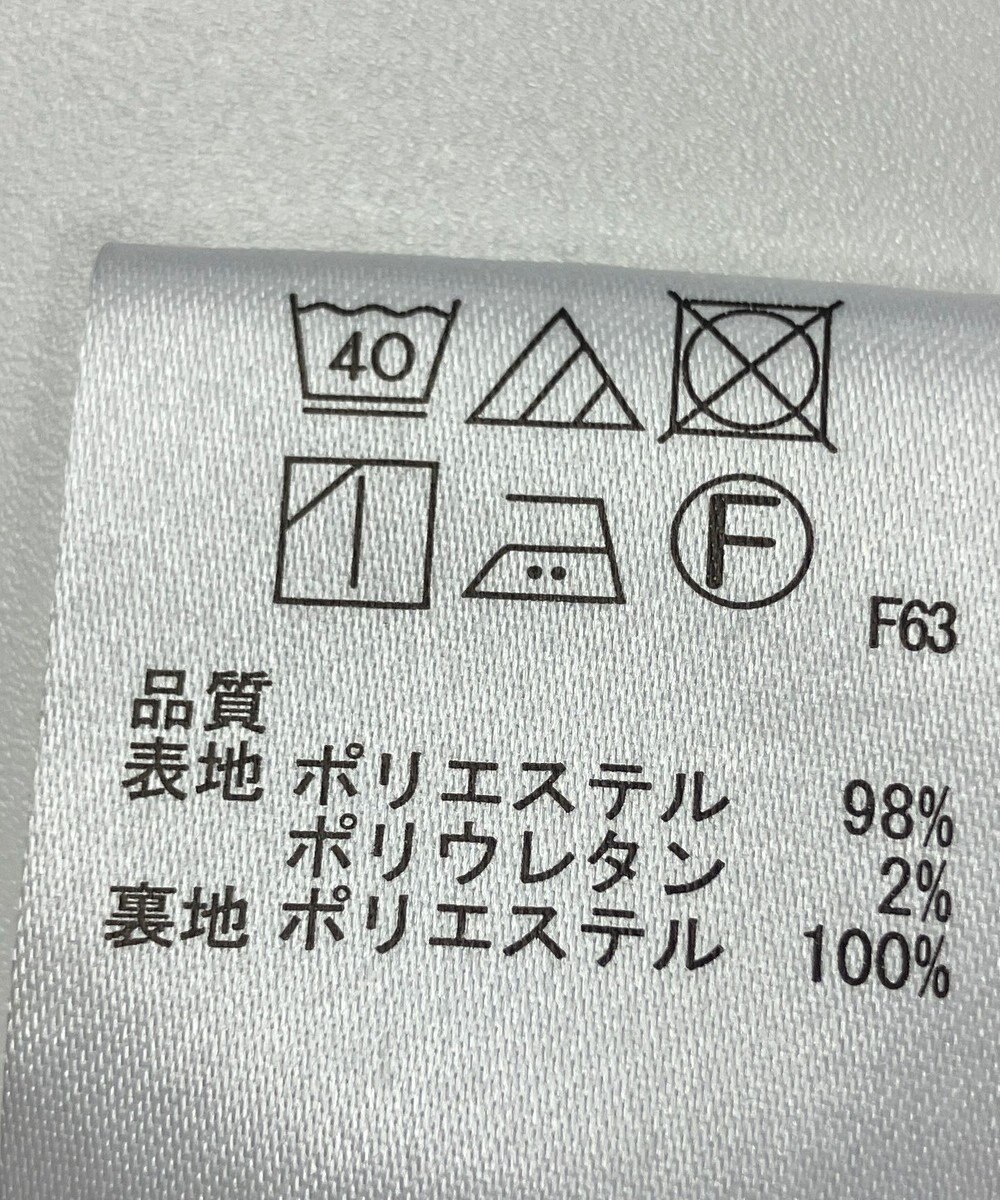 40
F
F63
品質
表地 ポリエステル 98%
ポリウレタン 2%
裏地 ポリエステル 100%